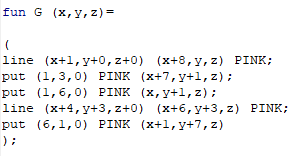 fun G (x,y,z)=
(
line (x+1,y+0,z+0) (x+8,y,z) PINK;
put (1,3,0) PINK (x+7,y+1,z);
put (1,6,0) PINK (x,y+1,z);
line (x+4,y+3,z+0) (x+6,y+3,z) PINK;
put (6,1,0) PINK (x+1,y+7,z)
);